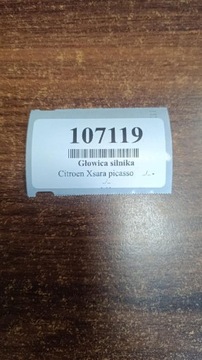 107119
Głowica silnika
Citroen Xsara picasso -/- •
-/-